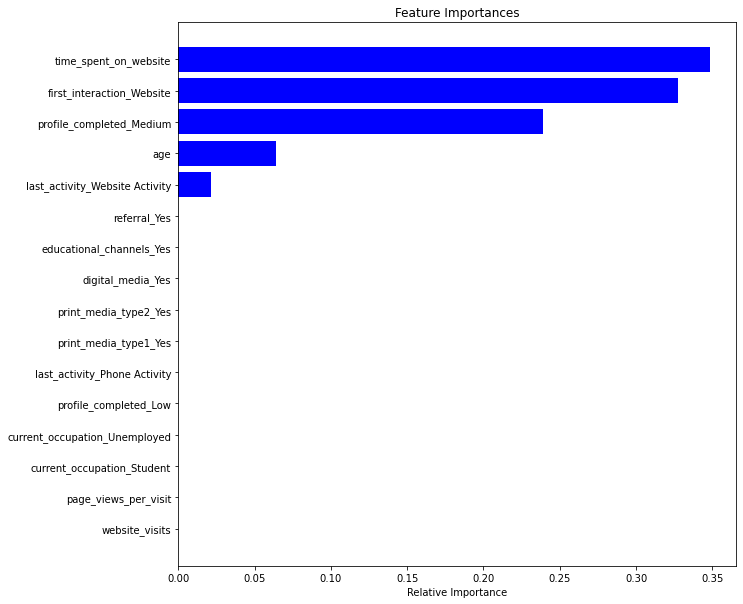 Feature Importances
time_spent_on_website
first_interaction_Website
profile_completed_Medium
age
last_activity_Website Activity
referral_Yes
educational_channels_Yes
digital_media_Yes
print_media_type2_Yes
print_media_type1_Yes
last_activity_Phone Activity
profile_completed_Low
current_occupation_Unemployed
current_occupation_Student
page_views_per_visit
website_visits
0.00 0.05 0.10 0.15 0.20 0.25 0.30 0.35
Relative Importance